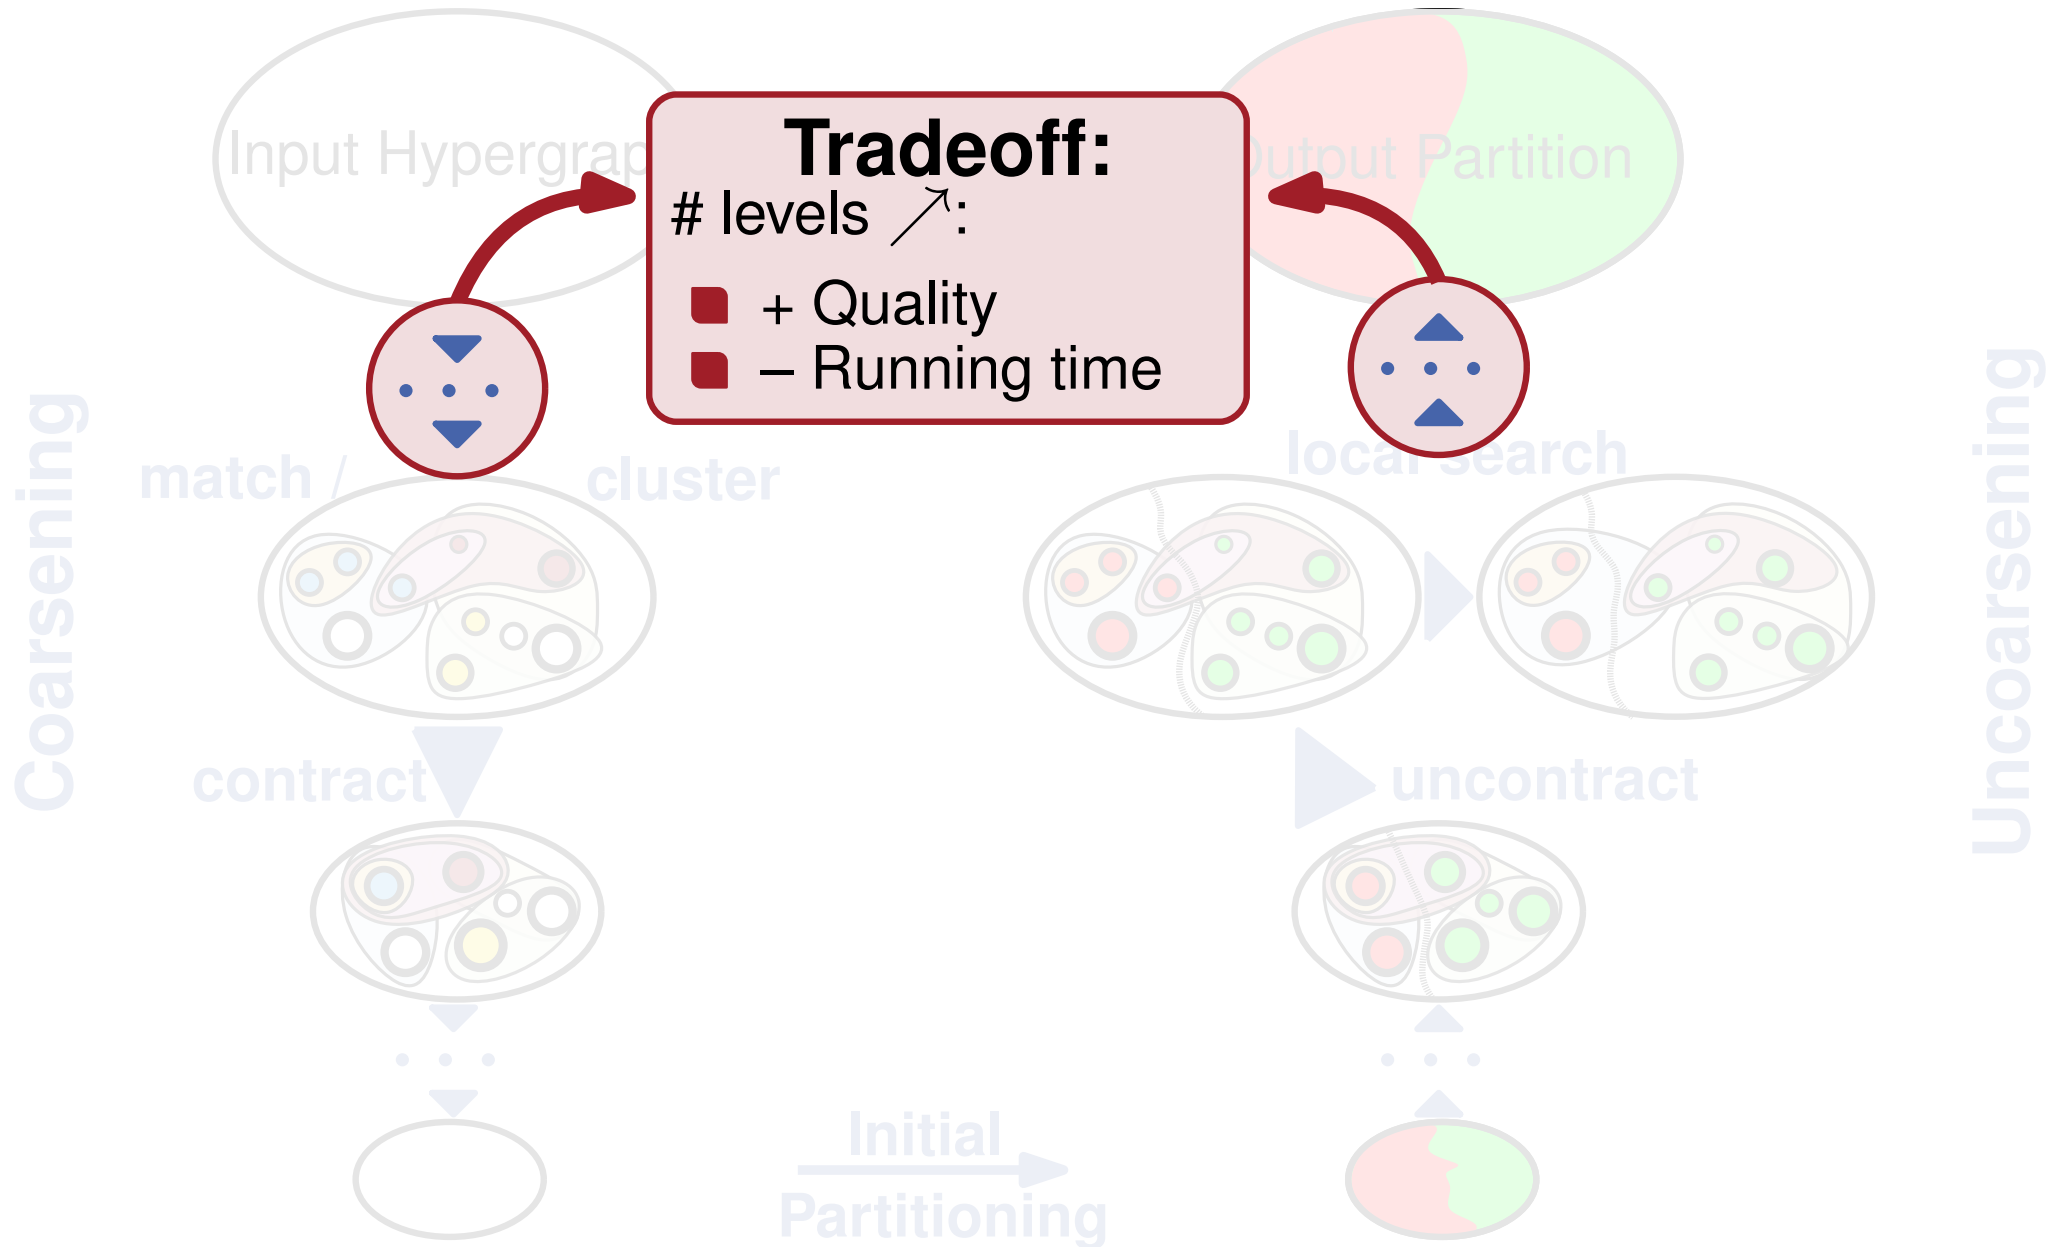 Input Hypergrap
Output Partition
Tradeoff:
# levels ↗:
+ Quality
– Running time
Coarsening
match /
cluster
local search
Uncoarsening
contract
uncontract
Initial
Partitioning